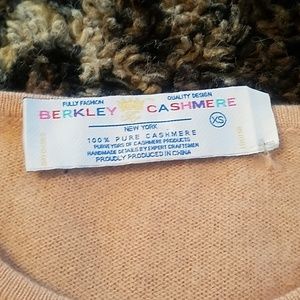 FULLY FASHION QUALITY DESIGN
BERKLEY CASHMERE
NEW YORK
XS
100% PURE CASHMERE
PURVEYORS OF CASHMERE PRODUCTS
HANDMADE DETAILS BY EXPERT CRAFTSMEN
PROUDLY PRODUCED IN CHINA